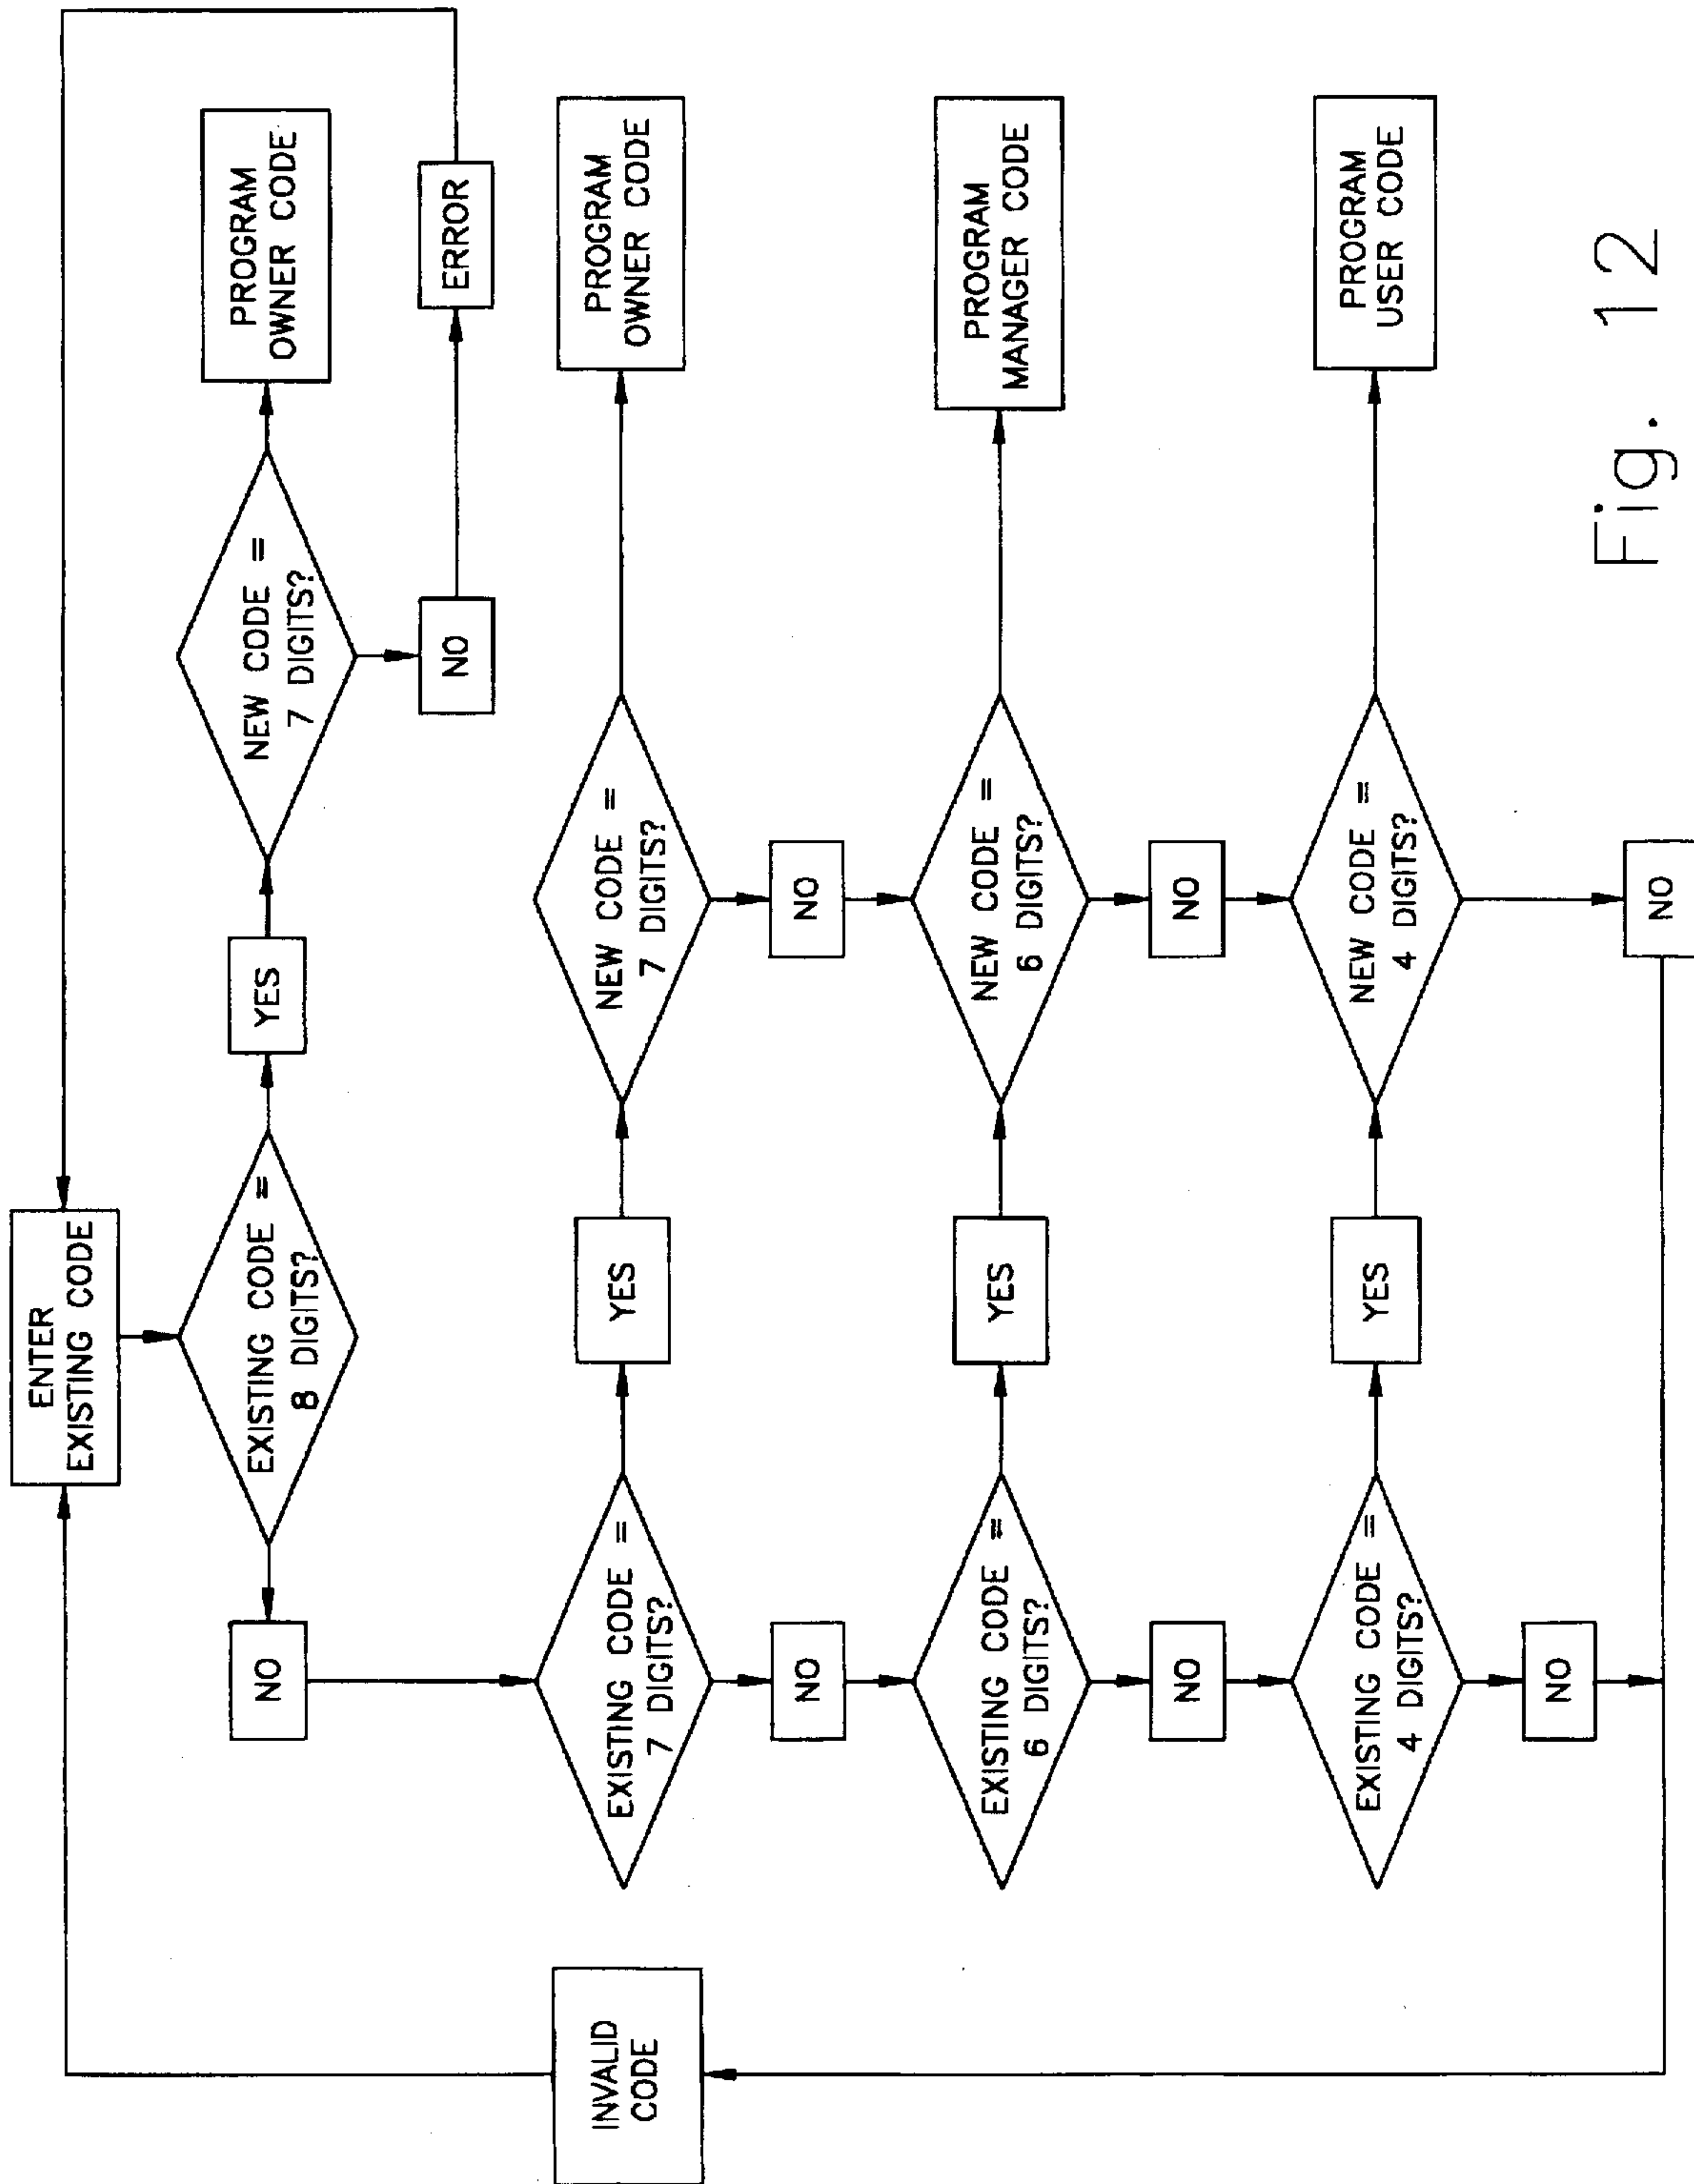 ENTER
EXISTING CODE
EXISTING CODE =
8 DIGITS?
YES
NEW CODE =
7 DIGITS?
PROGRAM
OWNER CODE
NO
NO
ERROR
EXISTING CODE =
7 DIGITS?
YES
NEW CODE =
7 DIGITS?
PROGRAM
OWNER CODE
INVALID
CODE
NO
NO
EXISTING CODE =
6 DIGITS?
YES
NEW CODE =
6 DIGITS?
PROGRAM
MANAGER CODE
NO
NO
EXISTING CODE =
4 DIGITS?
YES
NEW CODE =
4 DIGITS?
PROGRAM
USER CODE
NO
NO
Fig. 12